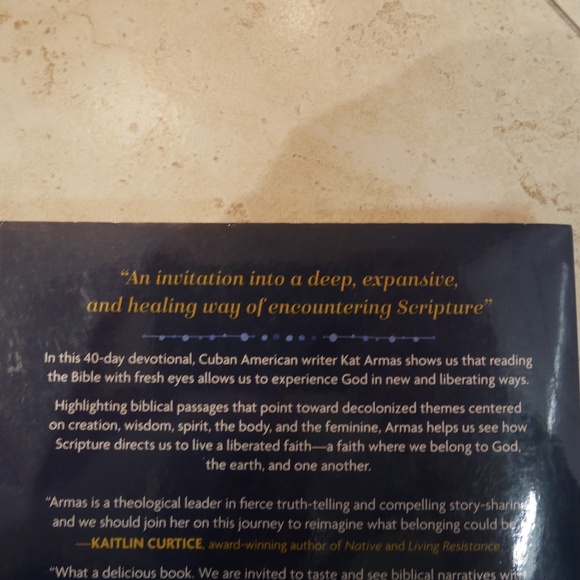 “An invitation into a deep, expansive,
and healing way of encountering Scripture”
In this 40-day devotional, Cuban American writer Kat Armas shows us that reading
the Bible with fresh eyes allows us to experience God in new and liberating ways.
Highlighting biblical passages that point toward decolonized themes centered
on creation, wisdom, spirit, the body, and the feminine, Armas helps us see how
Scripture directs us to live a liberated faith—a faith where we belong to God,
the earth, and one another.
“Armas is a theological leader in fierce truth-telling and compelling story-sharing
and we should join her on this journey to reimagine what belonging could be.
—KAITLIN CURTICE, award-winning author of Native and Living Resistance
“What a delicious book. We are invited to taste and see biblical narratives with